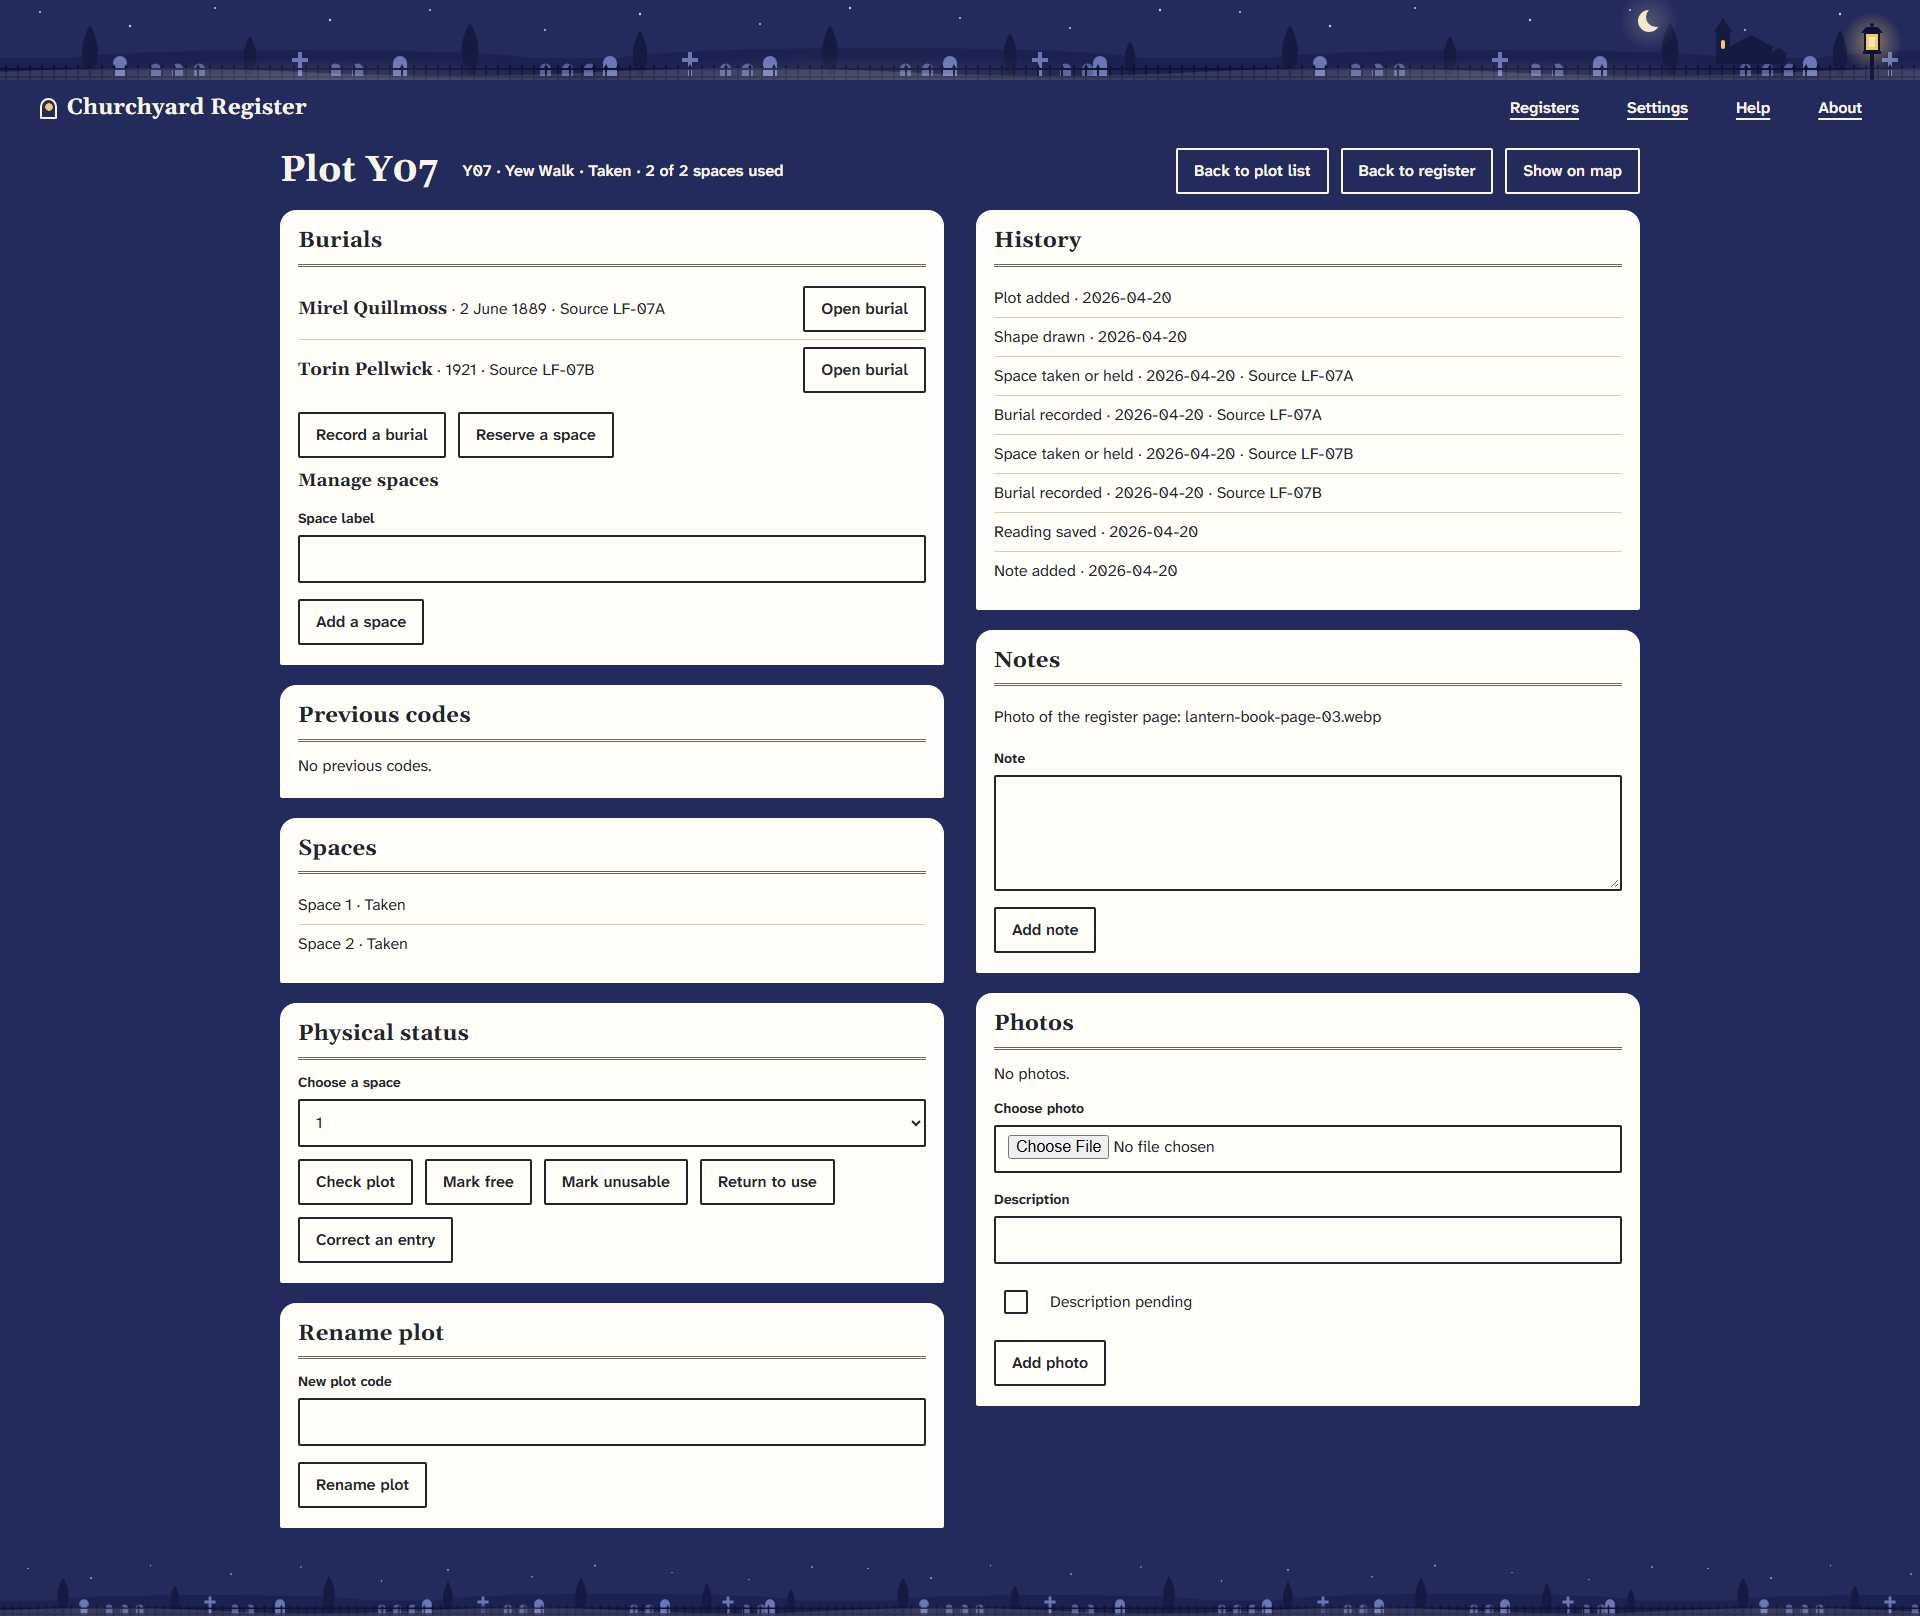 Churchyard Register
Registers
Settings
Help
About
Plot Y07
Y07 · Yew Walk · Taken · 2 of 2 spaces used
Back to plot list
Back to register
Show on map
Burials
Mirel Quillmoss · 2 June 1889 · Source LF-07A
Open burial
Torin Pellwick · 1921 · Source LF-07B
Open burial
Record a burial
Reserve a space
Manage spaces
Space label
Add a space
Previous codes
No previous codes.
Spaces
Space 1 · Taken
Space 2 · Taken
Physical status
Choose a space
1
Check plot
Mark free
Mark unusable
Return to use
Correct an entry
Rename plot
New plot code
Rename plot
History
Plot added · 2026-04-20
Shape drawn · 2026-04-20
Space taken or held · 2026-04-20 · Source LF-07A
Burial recorded · 2026-04-20 · Source LF-07A
Space taken or held · 2026-04-20 · Source LF-07B
Burial recorded · 2026-04-20 · Source LF-07B
Reading saved · 2026-04-20
Note added · 2026-04-20
Notes
Photo of the register page: lantern-book-page-03.webp
Note
Add note
Photos
No photos.
Choose photo
Choose File No file chosen
Description
Description pending
Add photo